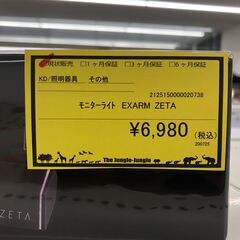 ☑現状販売 □1ヶ月保証 □3ヶ月保証 □6ヶ月保証
KD/照明器具 その他
2125150000020738
モニターライト EXARM ZETA
¥6,980 (税込)
200725
The Jungle-Jungle
ZETA